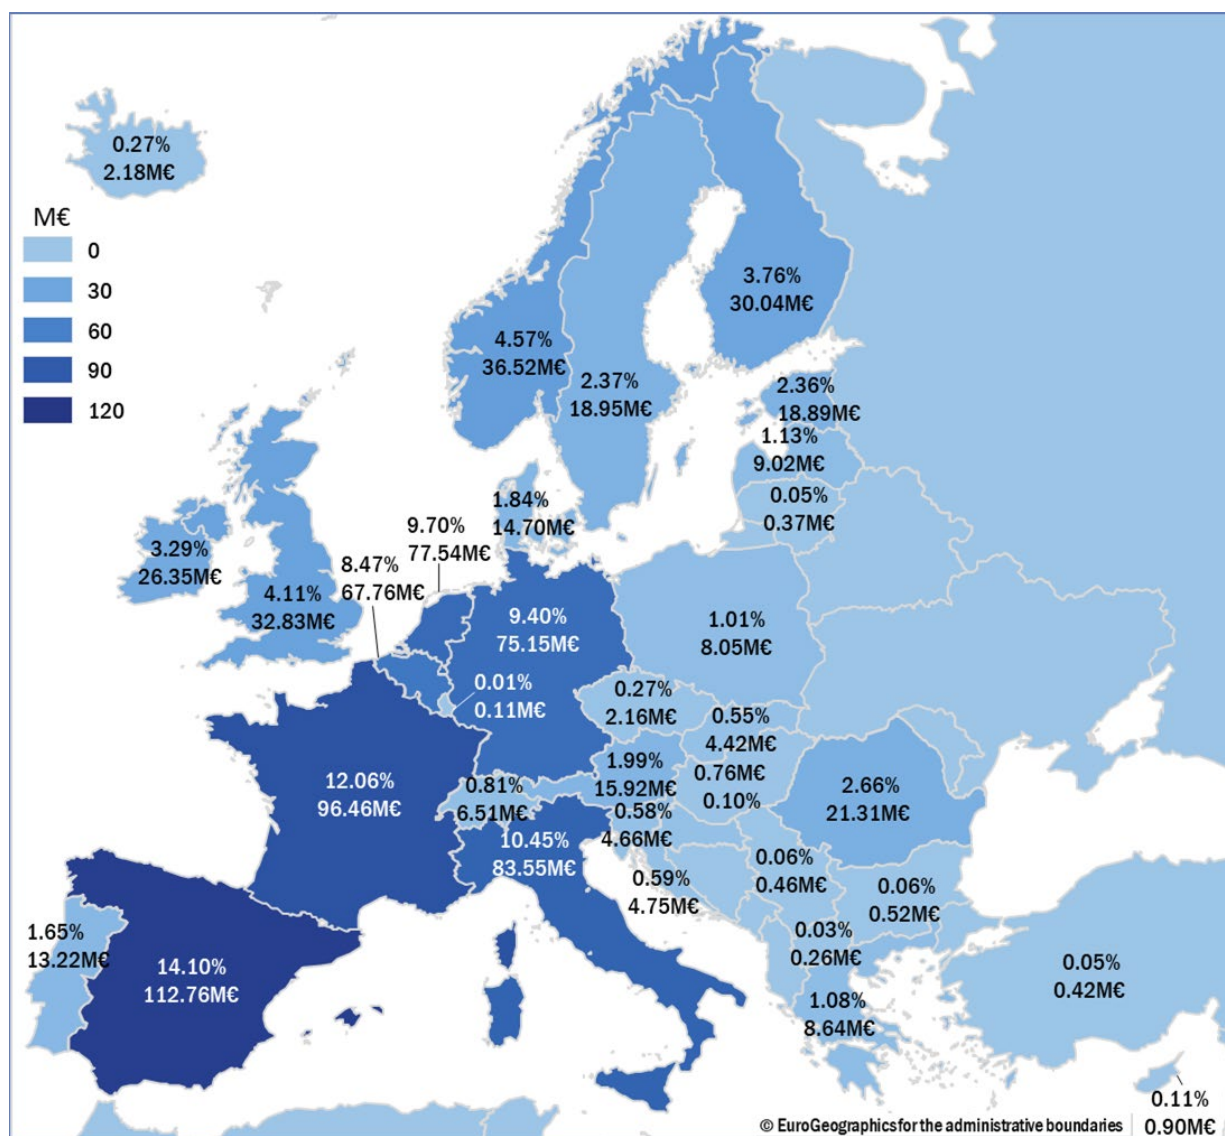 0.27%
2.18M€
M€
0
30
60
90
120
3.76%
30.04M€
4.57%
36.52M€
2.37%
18.95M€
2.36%
18.89M€
1.13%
9.02M€
0.05%
0.37M€
1.84%
14.70M€
9.70%
77.54M€
8.47%
67.76M€
3.29%
26.35M€
4.11%
32.83M€
9.40%
75.15M€
1.01%
8.05M€
0.01%
0.11M€
0.27%
2.16M€
0.55%
4.42M€
0.76M€
0.10%
1.99%
15.92M€
12.06%
96.46M€
0.81%
6.51M€
2.66%
21.31M€
0.58%
4.66M€
10.45%
83.55M€
0.59%
4.75M€
0.06%
0.46M€
0.06%
0.52M€
0.03%
0.26M€
1.65%
13.22M€
14.10%
112.76M€
0.05%
0.42M€
1.08%
8.64M€
0.11%
0.90M€
© EuroGeographics for the administrative boundaries